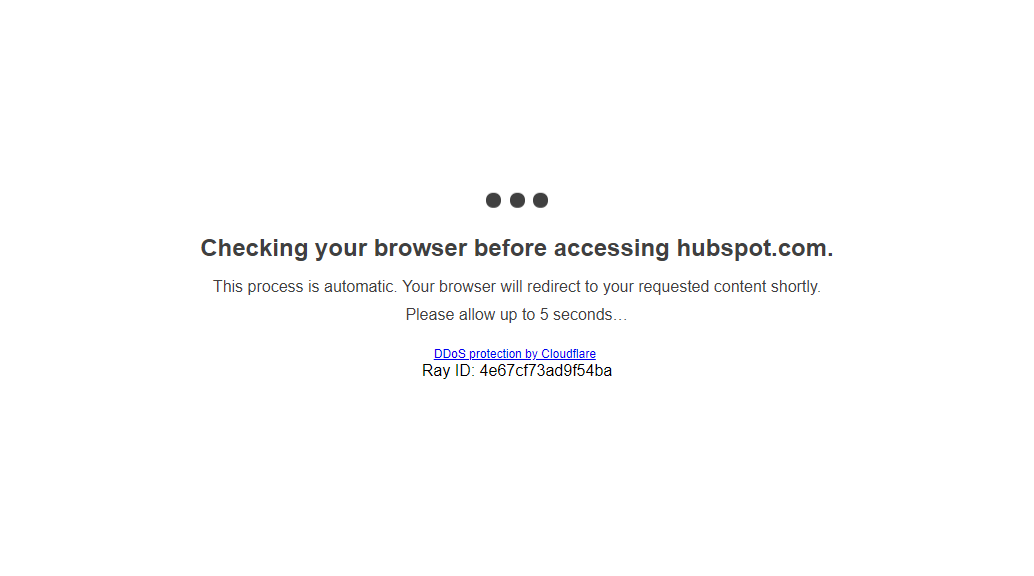 Checking your browser before accessing hubspot.com.
This process is automatic. Your browser will redirect to your requested content shortly.
Please allow up to 5 seconds…
DDoS protection by Cloudflare
Ray ID: 4e67cf73ad9f54ba